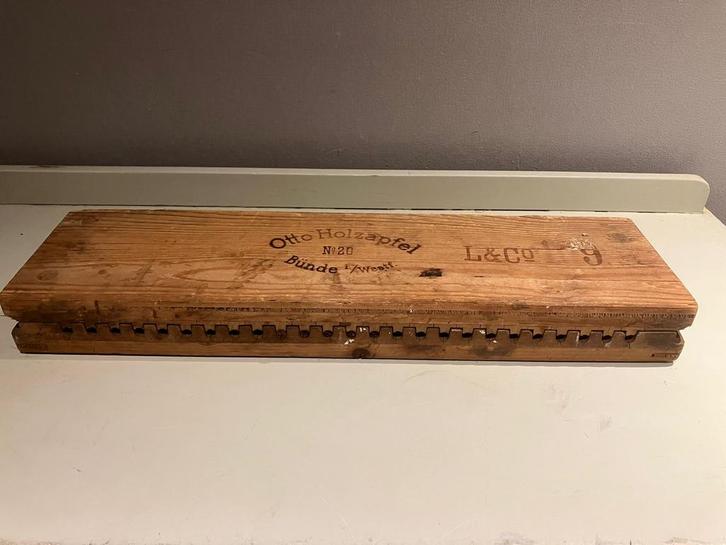 Otto Holzapfel
No 20
Bünde i/Westf.
L&Co
9